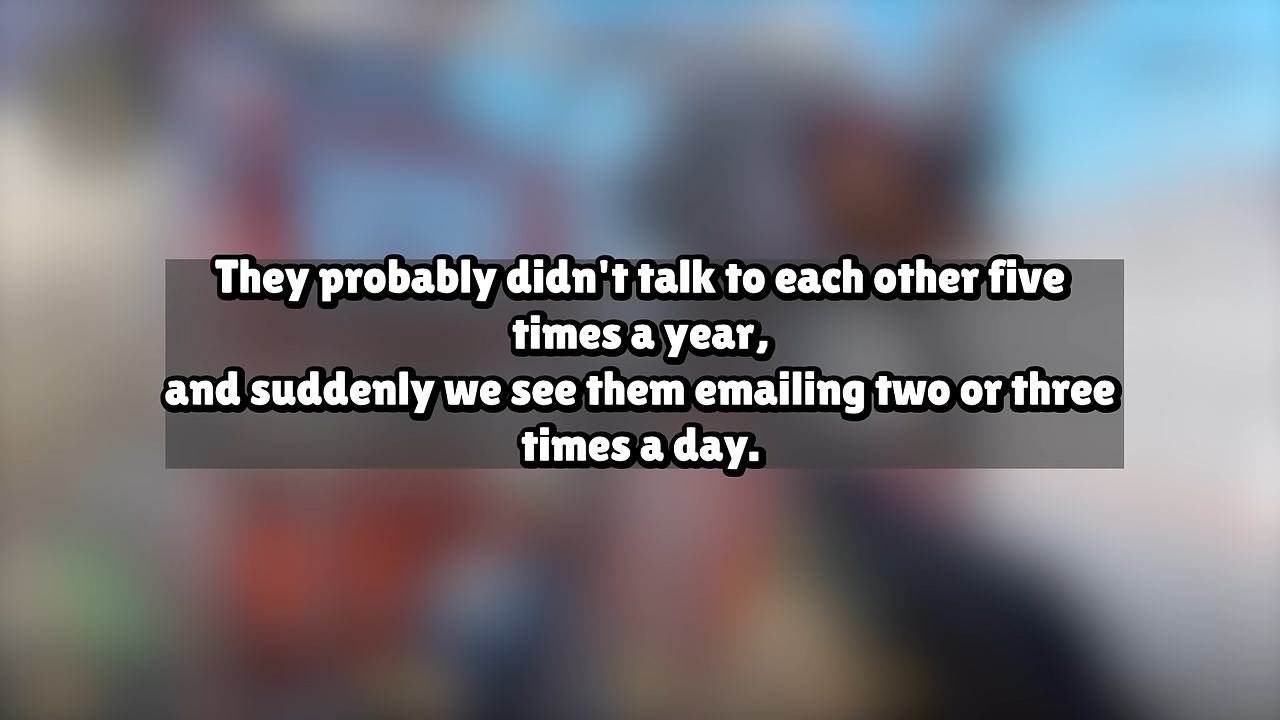 They probably didn't talk to each other five
times a year,
and suddenly we see them emailing two or three
times a day.